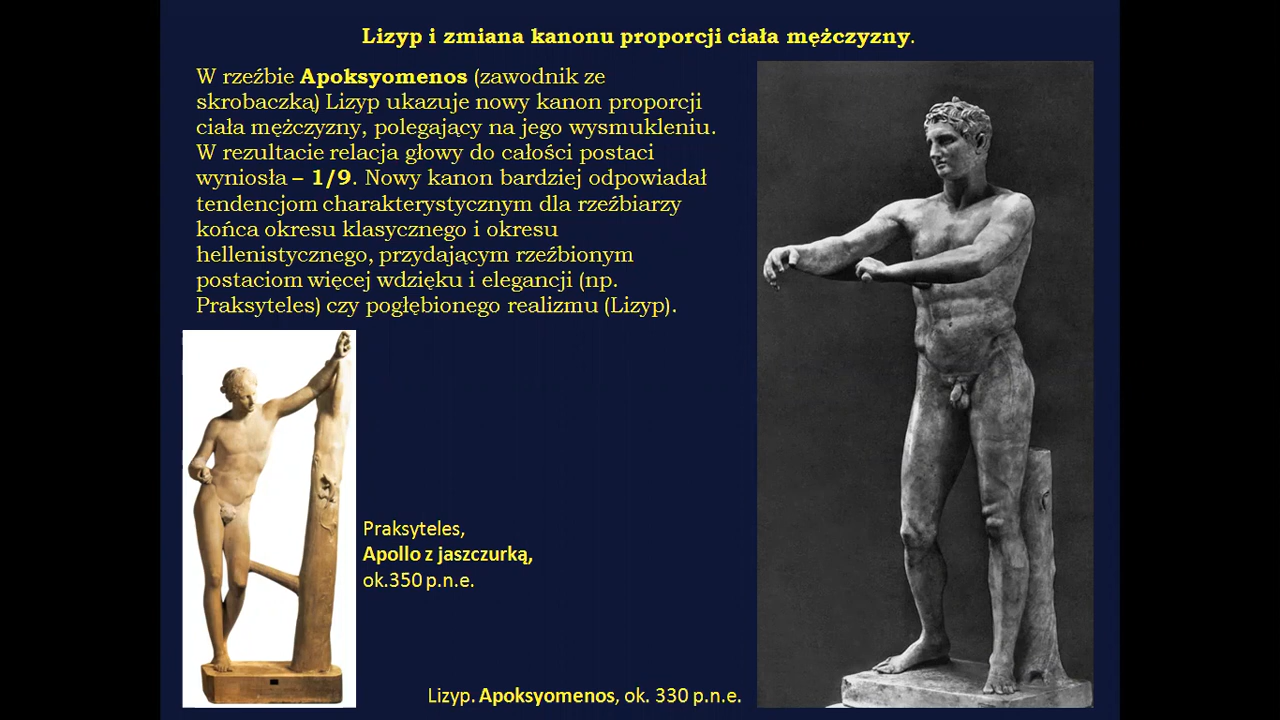 Lizyp i zmiana kanonu proporcji ciała mężczyzny.
W rzeźbie Apoksyomenos (zawodnik ze
skrobaczką) Lizyp ukazuje nowy kanon proporcji
ciała mężczyzny, polegający na jego wysmukleniu.
W rezultacie relacja głowy do całości postaci
wyniosła – 1/9. Nowy kanon bardziej odpowiadał
tendencjom charakterystycznym dla rzeźbiarzy
końca okresu klasycznego i okresu
hellenistycznego, przydającym rzeźbionym
postaciom więcej wdzięku i elegancji (np.
Praksyteles) czy pogłębionego realizmu (Lizyp).
Praksyteles,
Apollo z jaszczurką,
ok.350 p.n.e.
Lizyp. Apoksyomenos, ok. 330 p.n.e.